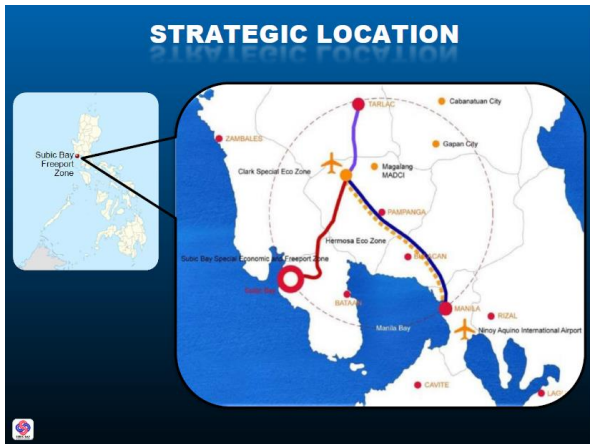 STRATEGIC LOCATION
Subic Bay
Freeport
Zone
TARLAC
Cabanatuan City
ZAMBALES
Gapan City
Clark Special Eco Zone
Magalang
MADCI
PAMPANGA
Hermosa Eco Zone
Subic Bay Special Economic and Freeport Zone
BULACAN
BATAAN
MANILA
RIZAL
Manila Bay
Ninoy Aquino International Airport
CAVITE